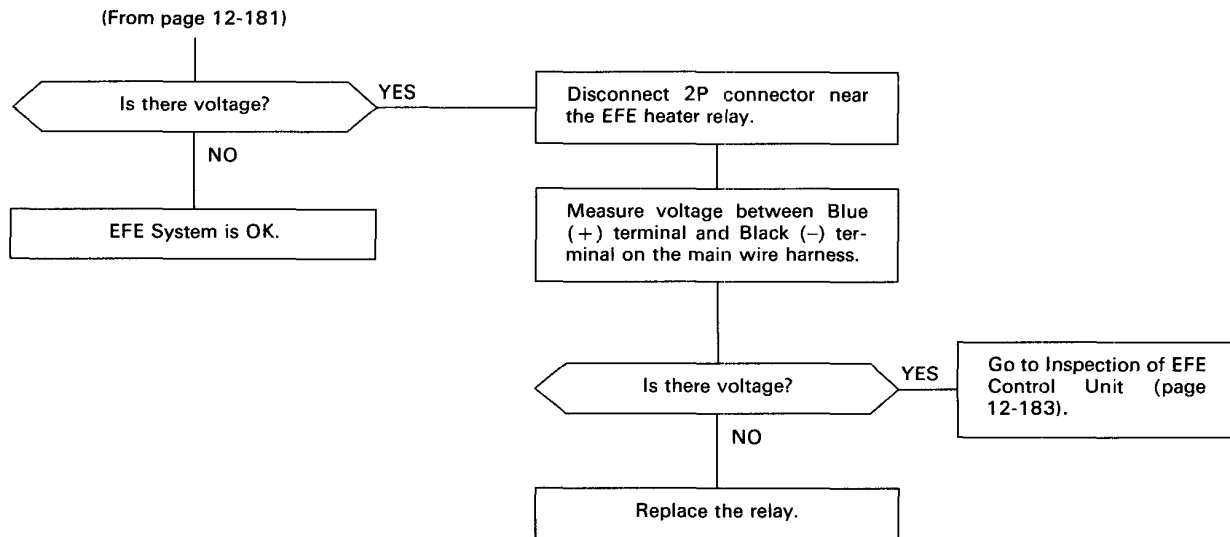 (From page 12-181)
Is there voltage?
YES
NO
EFE System is OK.
Disconnect 2P connector near
the EFE heater relay.
Measure voltage between Blue
(+) terminal and Black (–) ter-
minal on the main wire harness.
Is there voltage?
YES
NO
Go to Inspection of EFE
Control Unit (page
12-183).
Replace the relay.